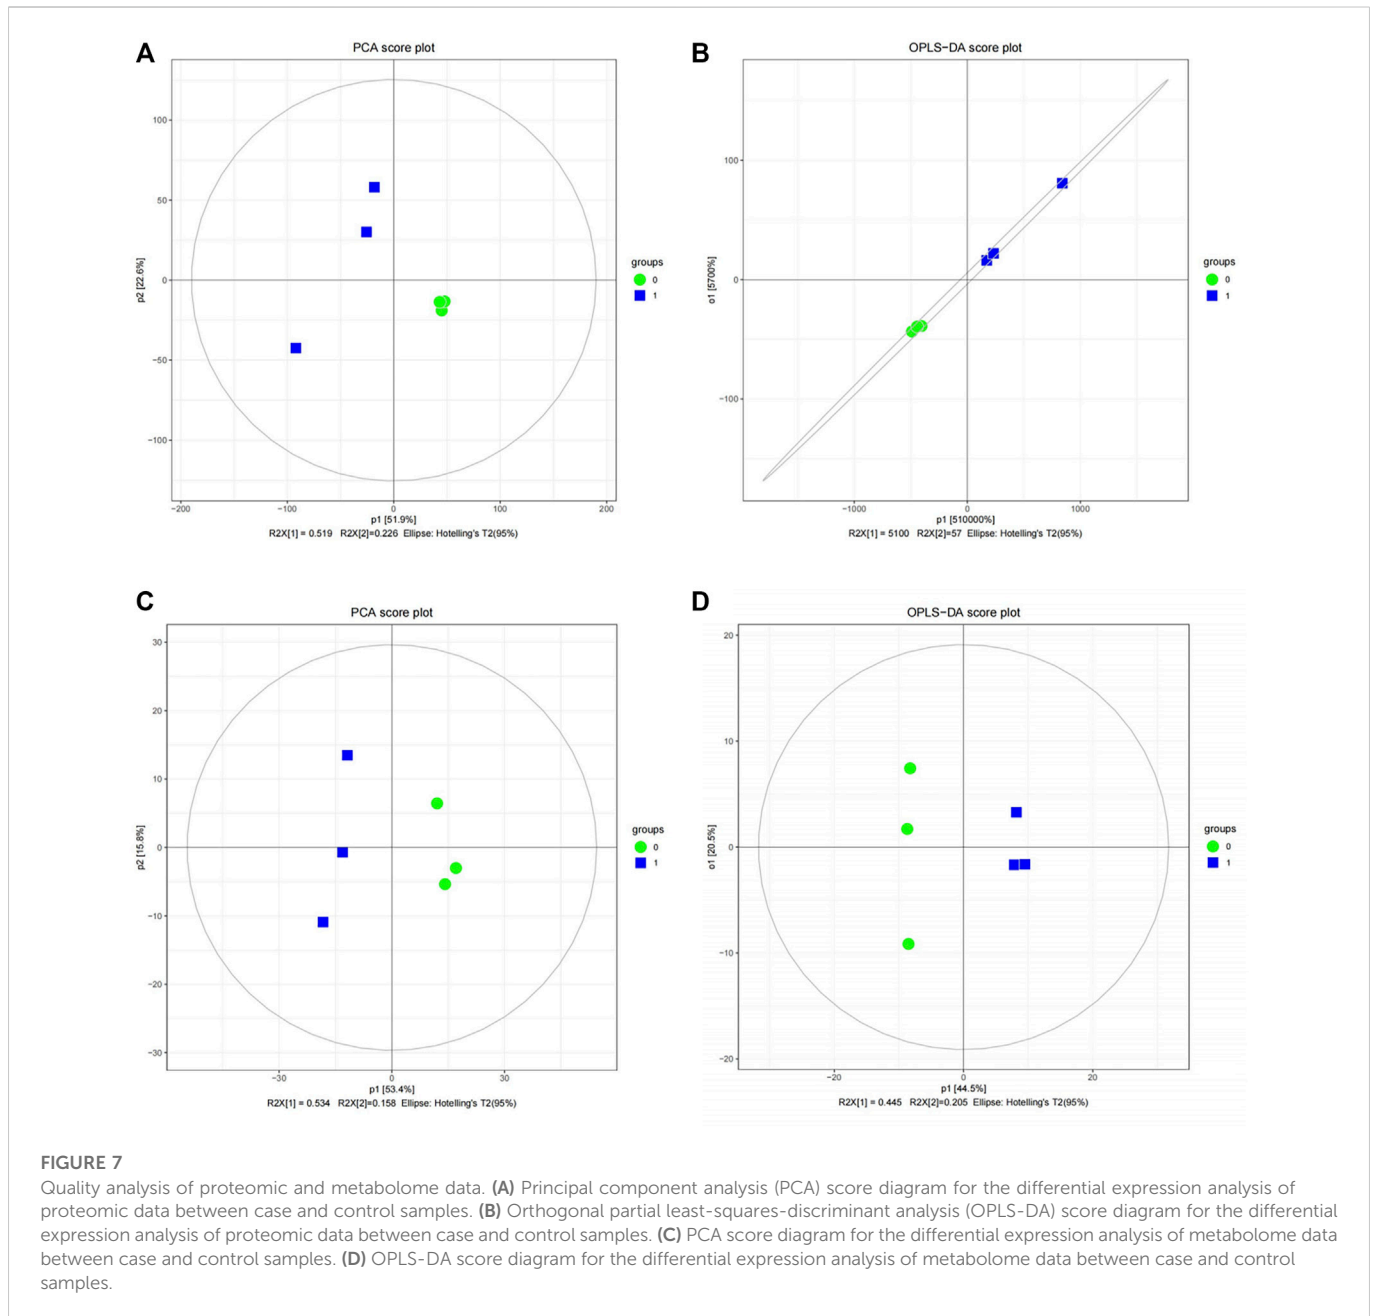 A
PCA score plot
100
50
0
−50
−100
p2 [22.6%]
−200
−100
0
100
200
p1 [51.9%]
R2X[1] = 0.519 R2X[2]=0.226 Ellipse: Hotelling's T2(95%)
groups
0
1
B
OPLS−DA score plot
100
0
−100
o1 [5700%]
−1000
0
1000
p1 [510000%]
R2X[1] = 5100 R2X[2]=57 Ellipse: Hotelling's T2(95%)
groups
0
1
C
PCA score plot
30
20
10
0
−10
−20
−30
p2 [15.8%]
−30
0
30
p1 [53.4%]
R2X[1] = 0.534 R2X[2]=0.158 Ellipse: Hotelling's T2(95%)
groups
0
1
D
OPLS−DA score plot
20
10
0
−10
−20
o1 [20.5%]
−20
0
20
p1 [44.5%]
R2X[1] = 0.445 R2X[2]=0.205 Ellipse: Hotelling's T2(95%)
groups
0
1
FIGURE 7
Quality analysis of proteomic and metabolome data. (A) Principal component analysis (PCA) score diagram for the differential expression analysis of
proteomic data between case and control samples. (B) Orthogonal partial least-squares-discriminant analysis (OPLS-DA) score diagram for the differential
expression analysis of proteomic data between case and control samples. (C) PCA score diagram for the differential expression analysis of metabolome data
between case and control samples. (D) OPLS-DA score diagram for the differential expression analysis of metabolome data between case and control
samples.